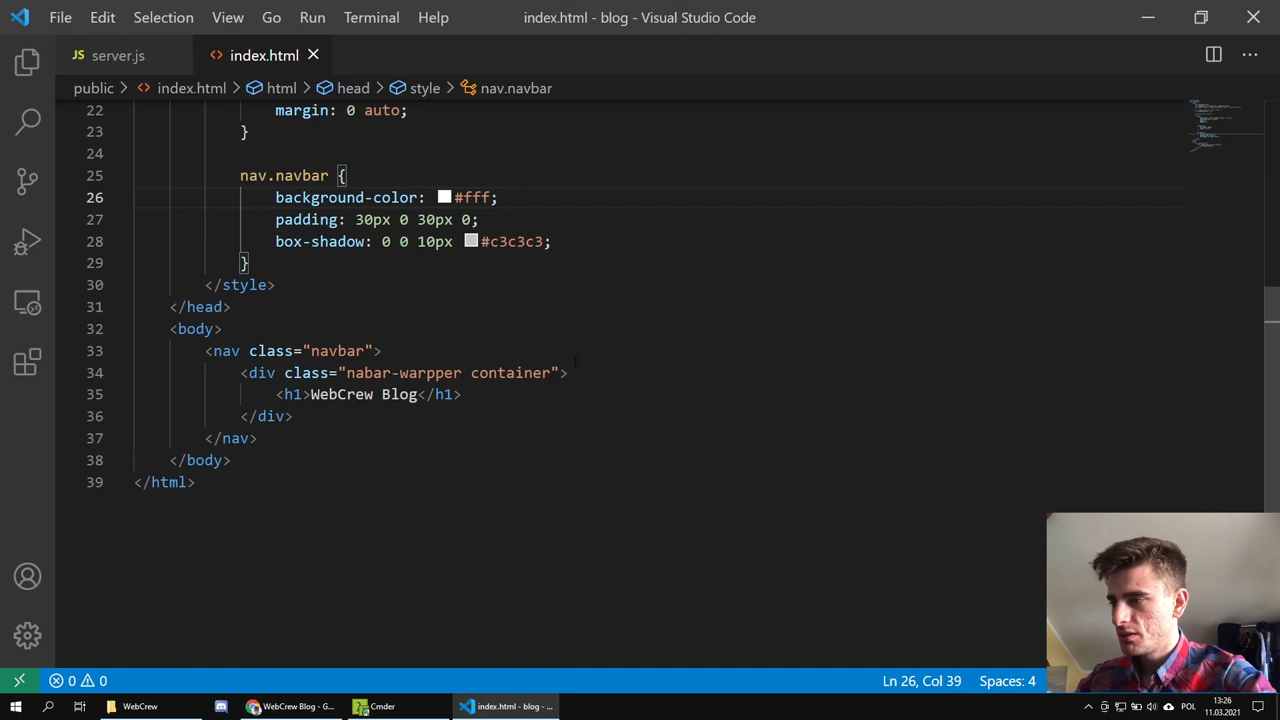 File Edit Selection View Go Run Terminal Help index.html - blog - Visual Studio Code
JS server.js <> index.html
public > <> index.html > html > head > style > nav.navbar
22 margin: 0 auto;
23 }
24
25 nav.navbar {
26 background-color: #fff;
27 padding: 30px 0 30px 0;
28 box-shadow: 0 0 10px #c3c3c3;
29 }
30 </style>
31 </head>
32 <body>
33 <nav class="navbar">
34 <div class="nabar-warpper container">
35 <h1>WebCrew Blog</h1>
36 </div>
37 </nav>
38 </body>
39 </html>
0 0 Ln 26, Col 39 Spaces: 4
WebCrew WebCrew Blog - G... Cmder index.html - blog - ... POL 13:26
11.03.2021